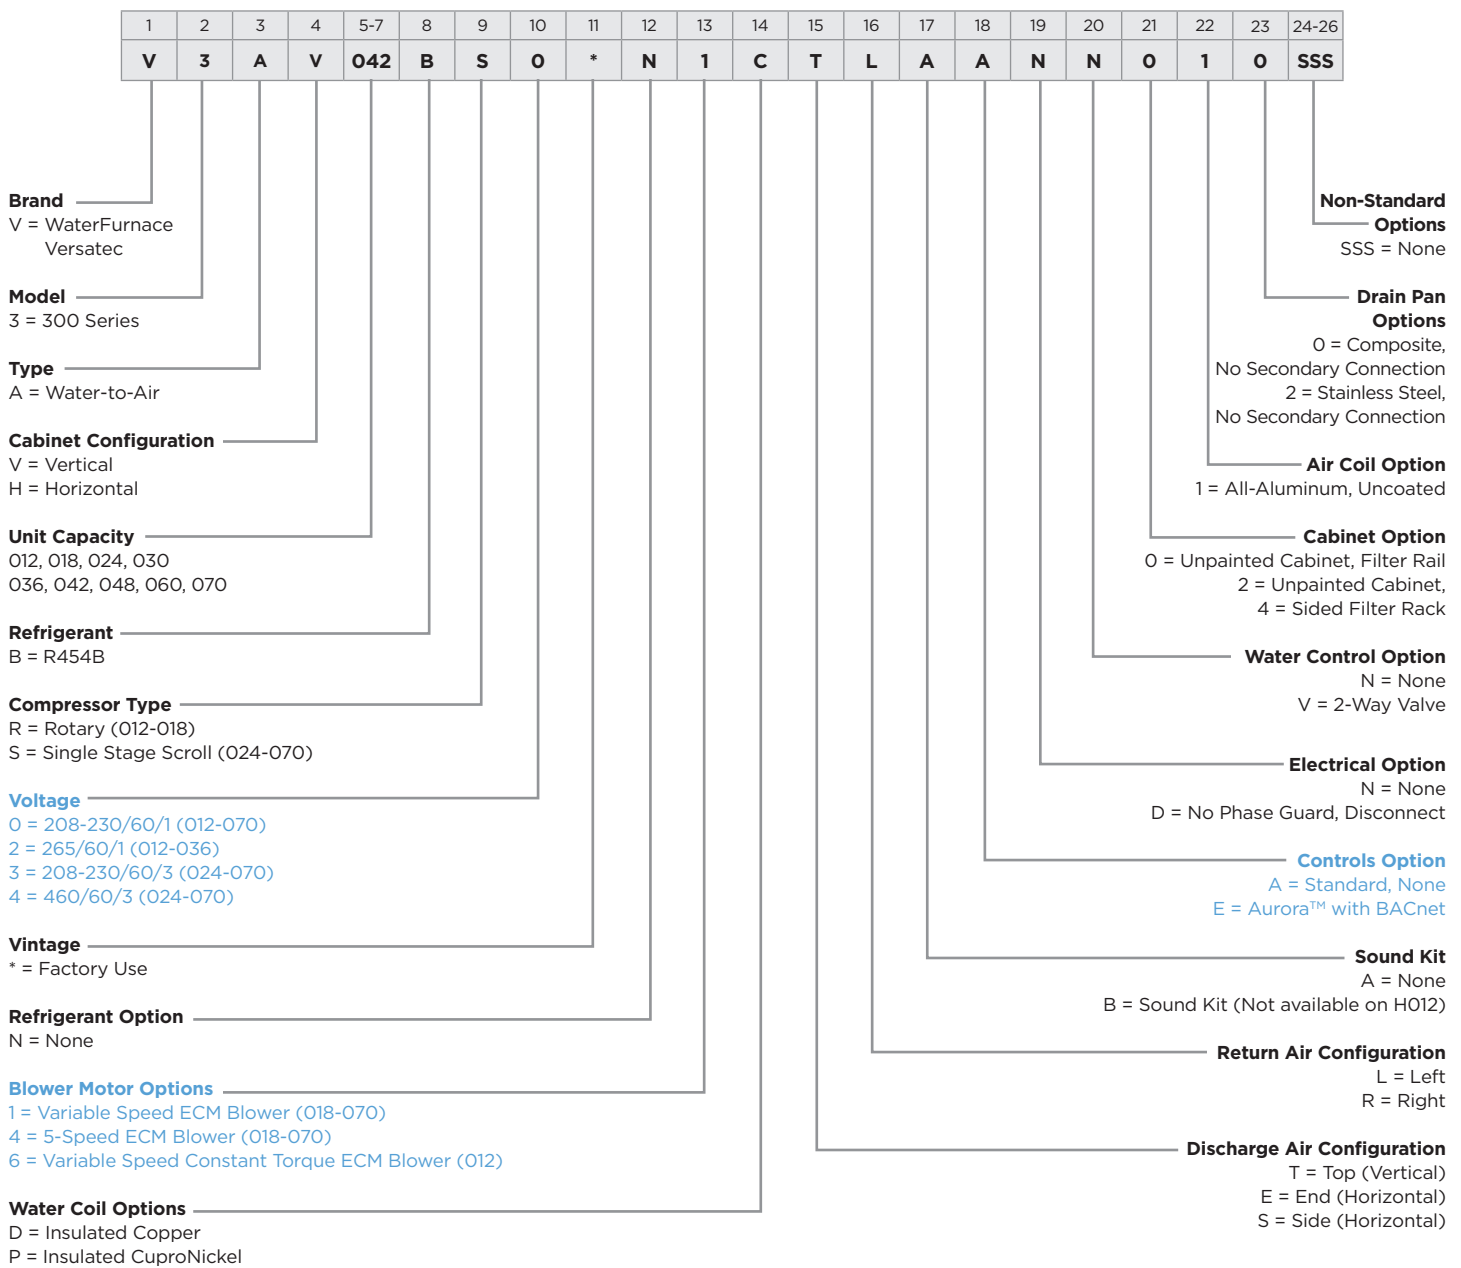 1 2 3 4 5-7 8 9 10 11 12 13 14 15 16 17 18 19 20 21 22 23 24-26
V 3 A V 042 B S 0 * N 1 C T L A A N N 0 1 0 SSS
Brand
V = WaterFurnace
Versatec
Model
3 = 300 Series
Type
A = Water-to-Air
Cabinet Configuration
V = Vertical
H = Horizontal
Unit Capacity
012, 018, 024, 030
036, 042, 048, 060, 070
Refrigerant
B = R454B
Compressor Type
R = Rotary (012-018)
S = Single Stage Scroll (024-070)
Voltage
0 = 208-230/60/1 (012-070)
2 = 265/60/1 (012-036)
3 = 208-230/60/3 (024-070)
4 = 460/60/3 (024-070)
Vintage
* = Factory Use
Refrigerant Option
N = None
Blower Motor Options
1 = Variable Speed ECM Blower (018-070)
4 = 5-Speed ECM Blower (018-070)
6 = Variable Speed Constant Torque ECM Blower (012)
Water Coil Options
D = Insulated Copper
P = Insulated CuproNickel
Non-Standard
Options
SSS = None
Drain Pan
Options
0 = Composite,
No Secondary Connection
2 = Stainless Steel,
No Secondary Connection
Air Coil Option
1 = All-Aluminum, Uncoated
Cabinet Option
0 = Unpainted Cabinet, Filter Rail
2 = Unpainted Cabinet,
4 = Sided Filter Rack
Water Control Option
N = None
V = 2-Way Valve
Electrical Option
N = None
D = No Phase Guard, Disconnect
Controls Option
A = Standard, None
E = Aurora™ with BACnet
Sound Kit
A = None
B = Sound Kit (Not available on H012)
Return Air Configuration
L = Left
R = Right
Discharge Air Configuration
T = Top (Vertical)
E = End (Horizontal)
S = Side (Horizontal)